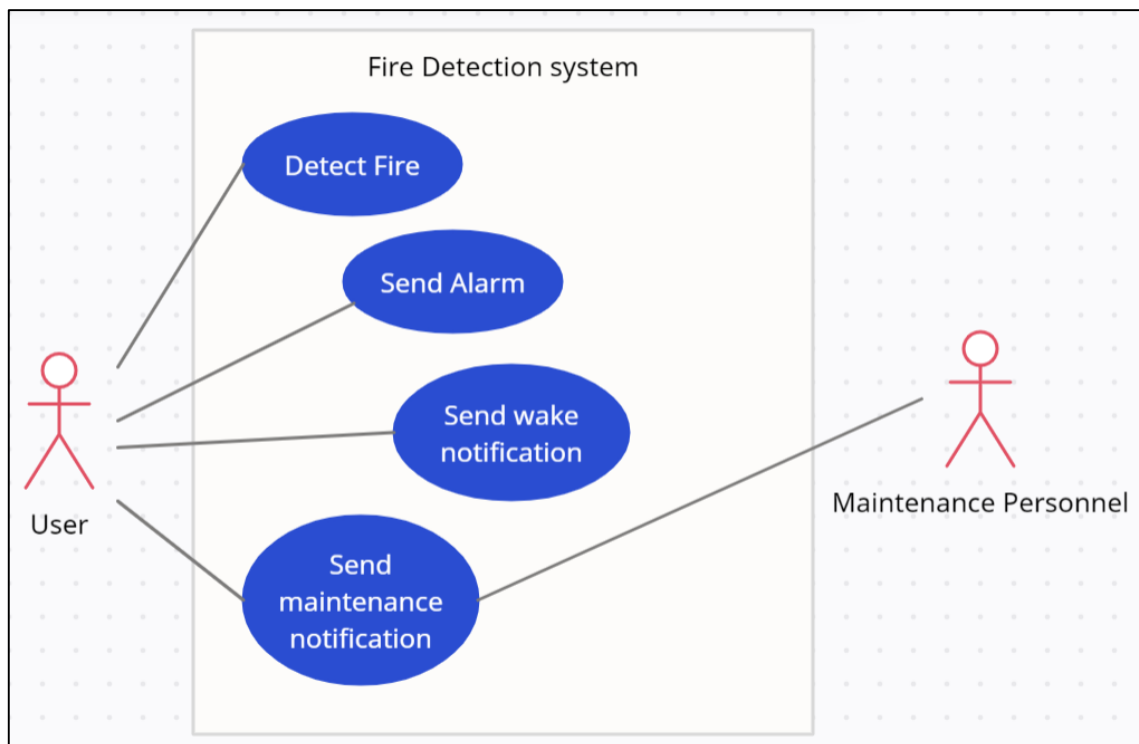 Fire Detection system
Detect Fire
Send Alarm
Send wake
notification
Send
maintenance
notification
User
Maintenance Personnel